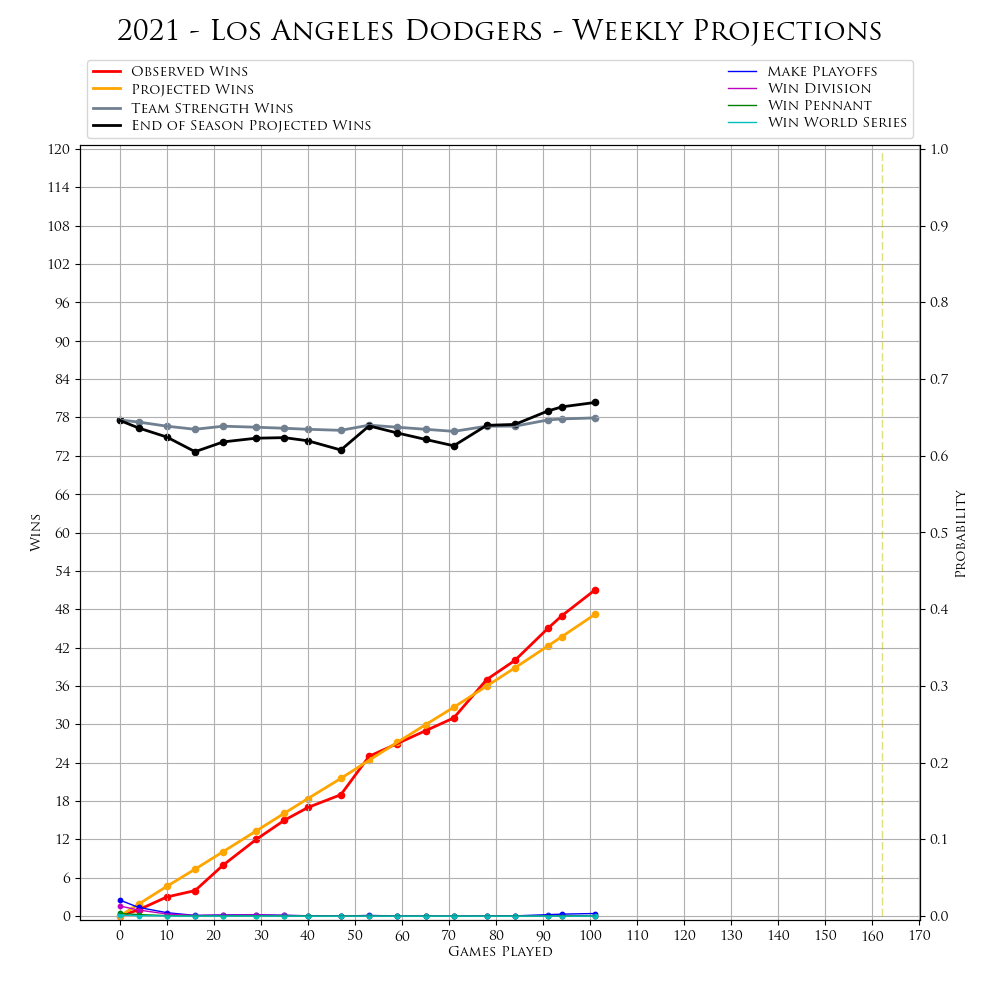 2021 - Los Angeles Dodgers - Weekly Projections
Observed Wins
Projected Wins
Team Strength Wins
End of Season Projected Wins
Make Playoffs
Win Division
Win Pennant
Win World Series
120
114
108
102
96
90
84
78
72
66
60
54
48
42
36
30
24
18
12
6
0
Wins
1.0
0.9
0.8
0.7
0.6
0.5
0.4
0.3
0.2
0.1
0.0
Probability
0 10 20 30 40 50 60 70 80 90 100 110 120 130 140 150 160 170
Games Played